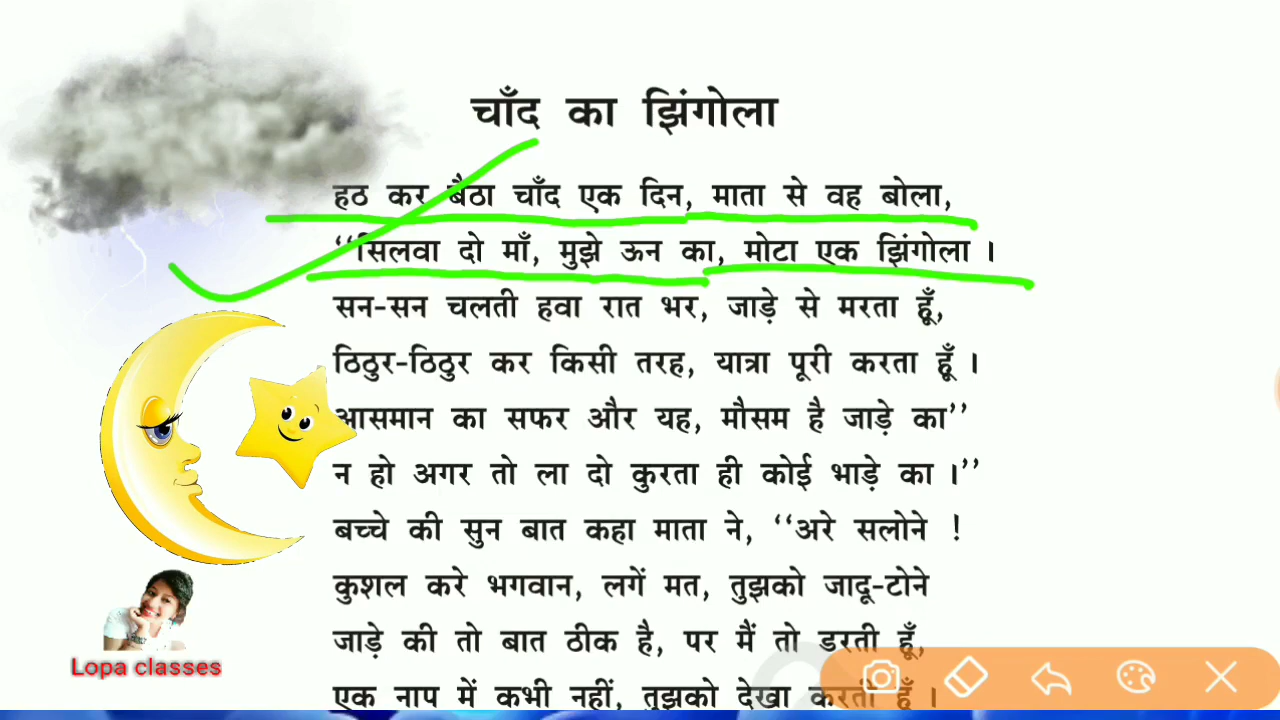 चाँद का झिंगोला
हठ कर बैठा चाँद एक दिन, माता से वह बोला,
‘‘सिलवा दो माँ, मुझे ऊन का, मोटा एक झिंगोला ।
सन-सन चलती हवा रात भर, जाड़े से मरता हूँ,
ठिठुर-ठिठुर कर किसी तरह, यात्रा पूरी करता हूँ ।
आसमान का सफर और यह, मौसम है जाड़े का’’
न हो अगर तो ला दो कुरता ही कोई भाड़े का ।’’
बच्चे की सुन बात कहा माता ने, ‘‘अरे सलोने !
कुशल करे भगवान, लगें मत, तुझको जादू-टोने
जाड़े की तो बात ठीक है, पर मैं तो डरती हूँ,
एक नाप में कभी नहीं, तुझको देखा करती हूँ ।
Lopa classes